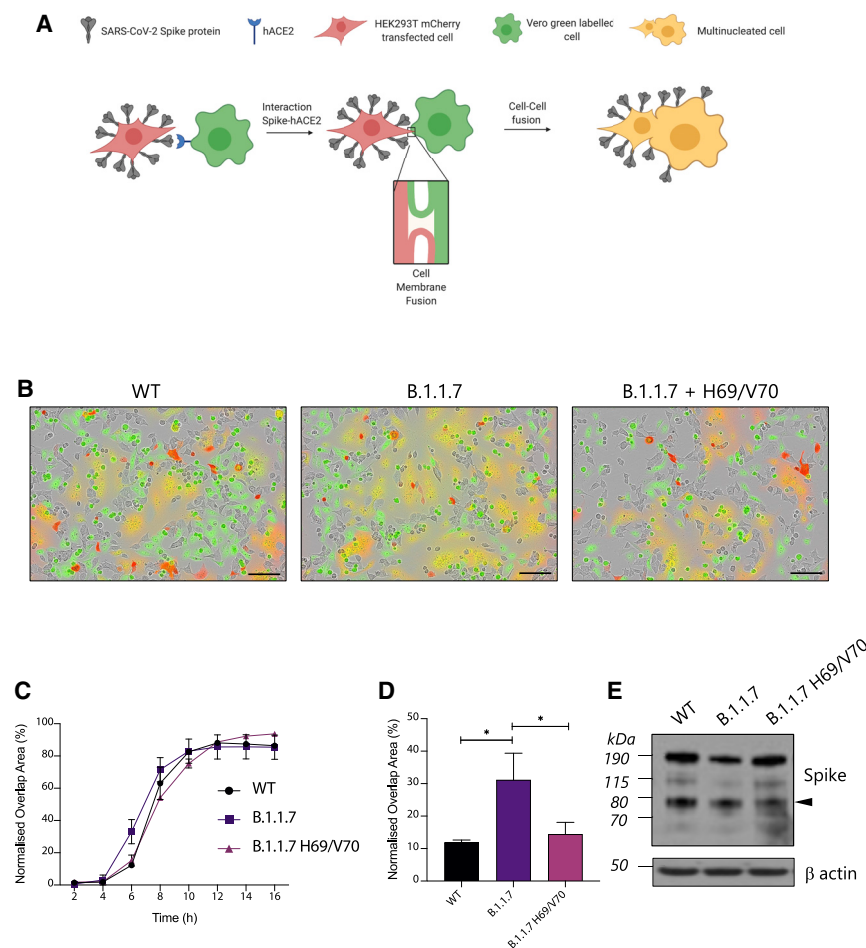 A
SARS-CoV-2 Spike protein
hACE2
HEK293T mCherry
transfected cell
Vero green labelled
cell
Multinucleated cell
Interaction
Spike-hACE2
Cell-Cell
fusion
Cell
Membrane
Fusion
B
WT
B.1.1.7
B.1.1.7 + H69/V70
C
Normalised Overlap Area (%)
100
80
60
40
20
0
2 4 6 8 10 12 14 16
Time (h)
WT
B.1.1.7
B.1.1.7 H69/V70
D
Normalised Overlap Area (%)
50
40
30
20
10
0
* *
WT
B.1.1.7
B.1.1.7 H69/V70
E
WT
B.1.1.7
B.1.1.7 H69/V70
kDa
190
115
80
70
50
Spike
β actin